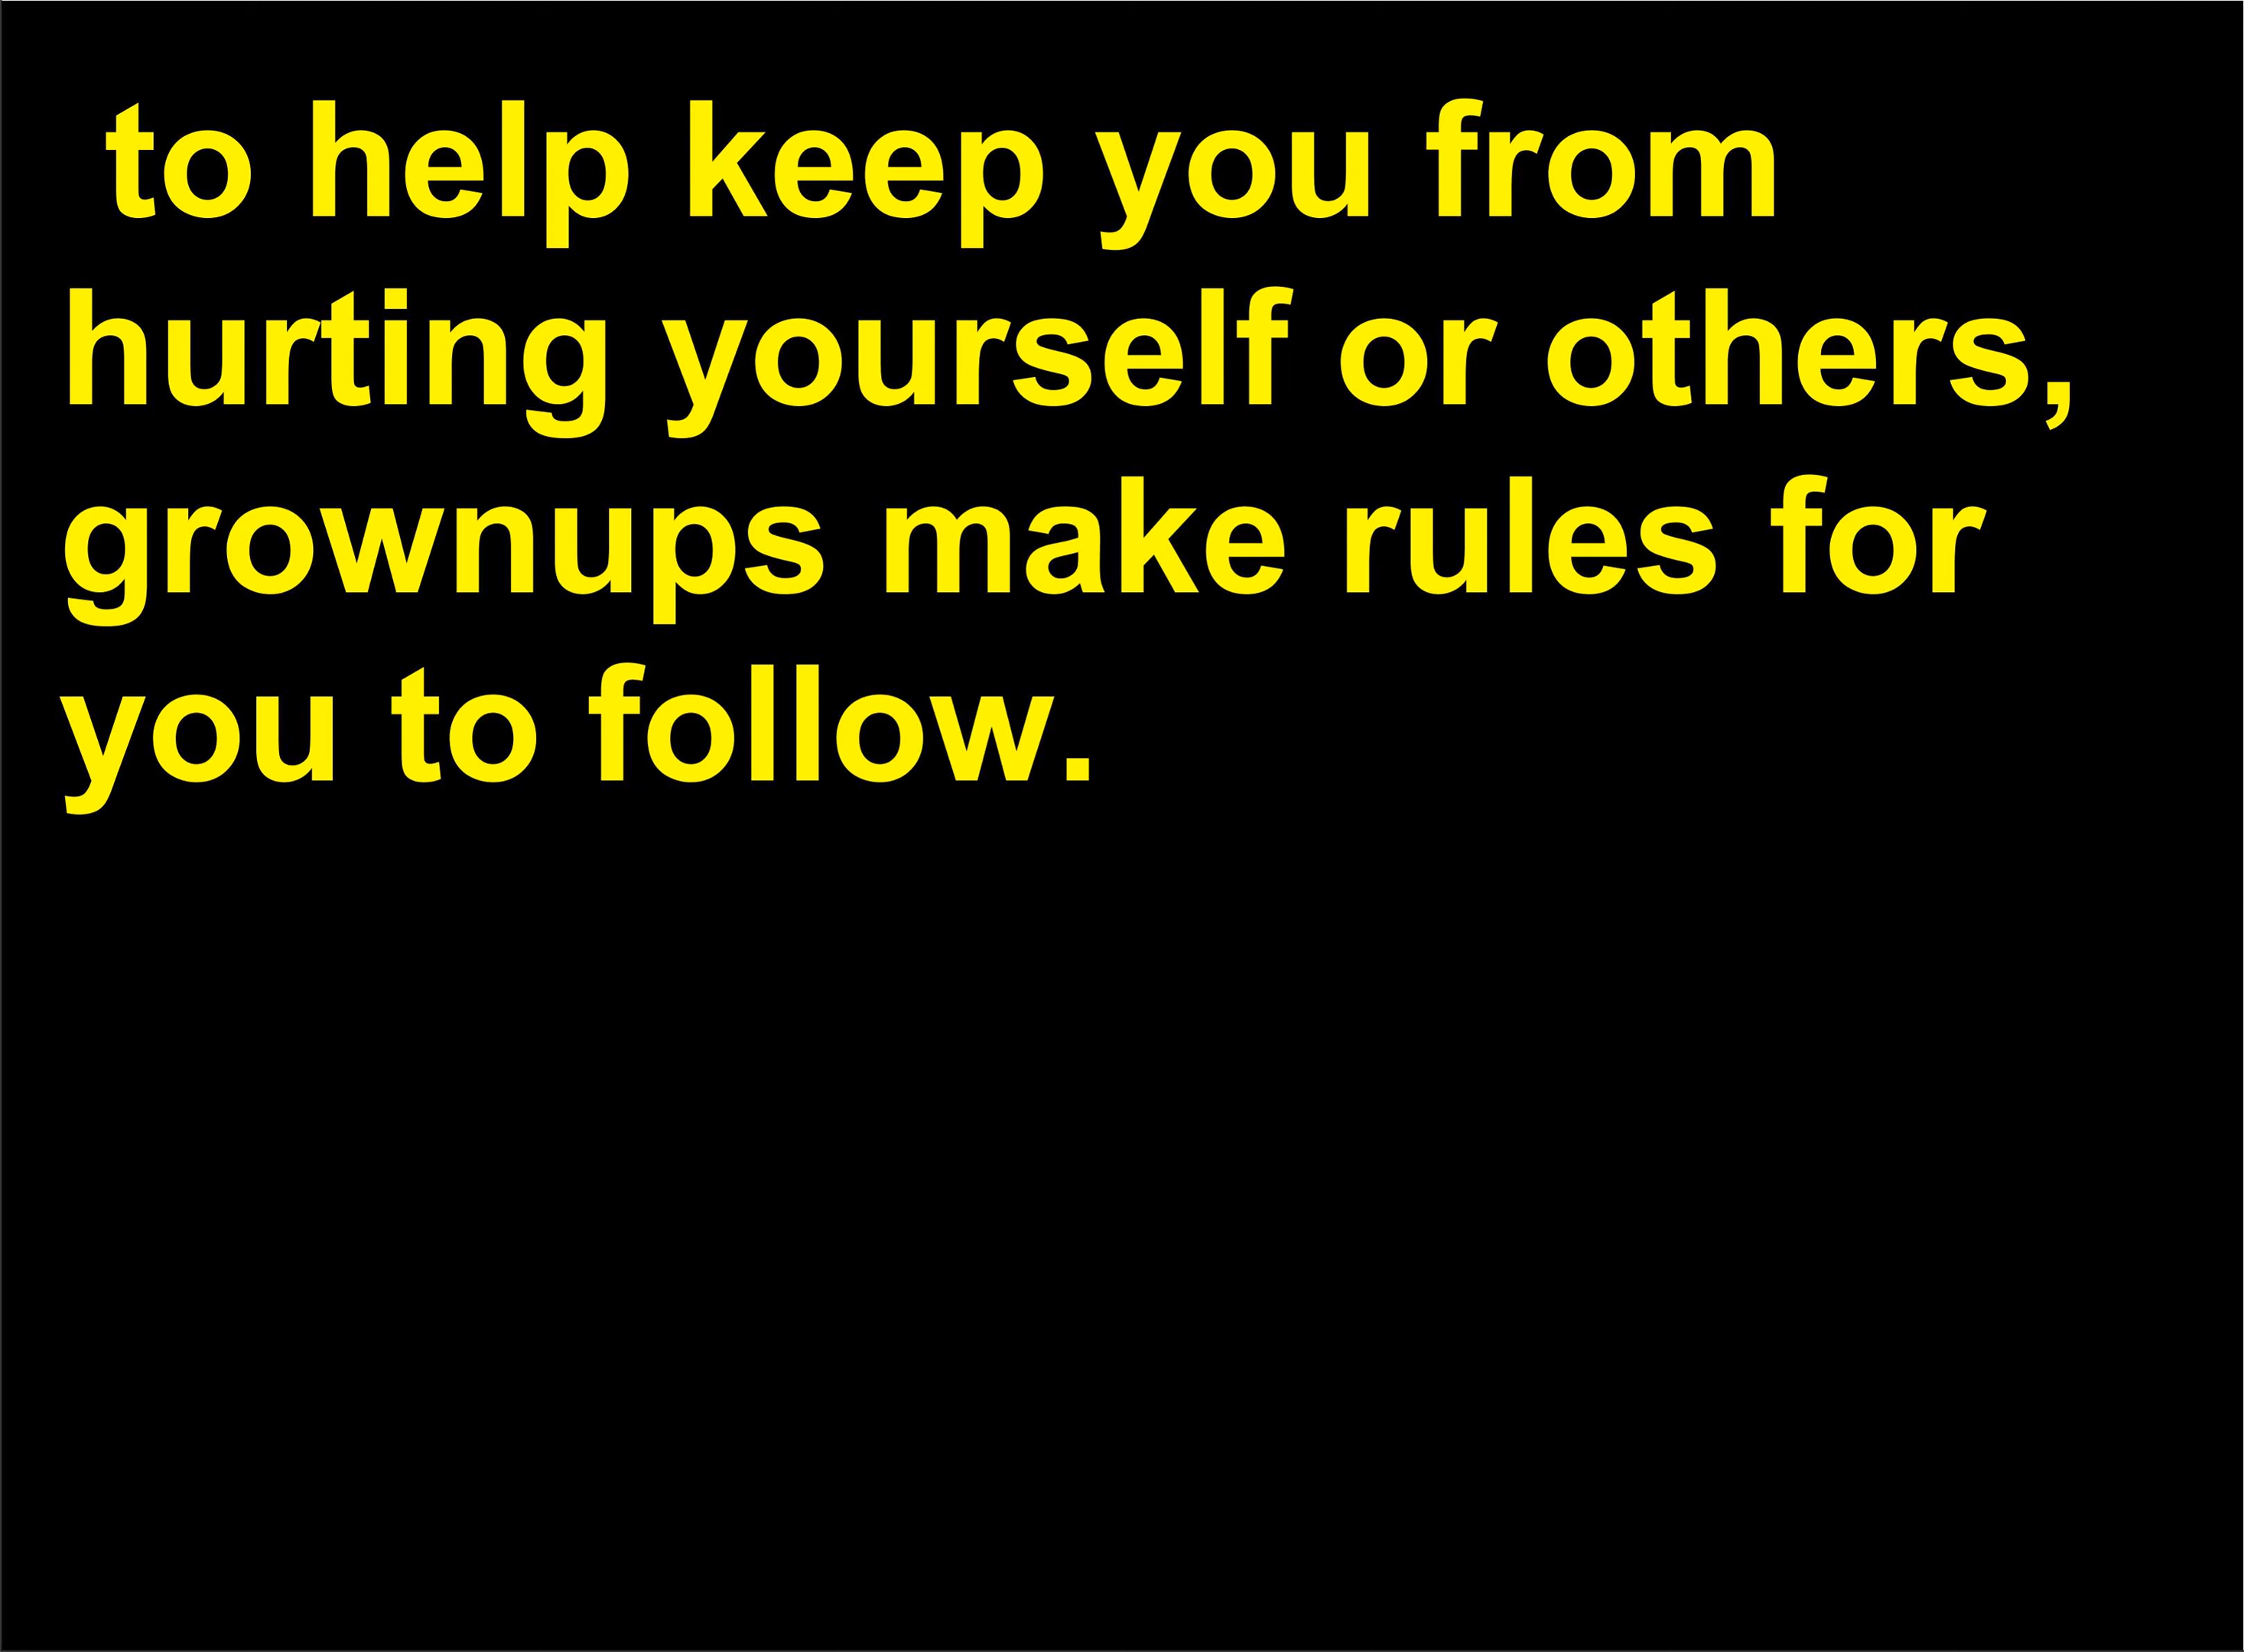 to help keep you from
hurting yourself or others,
grownups make rules for
you to follow.